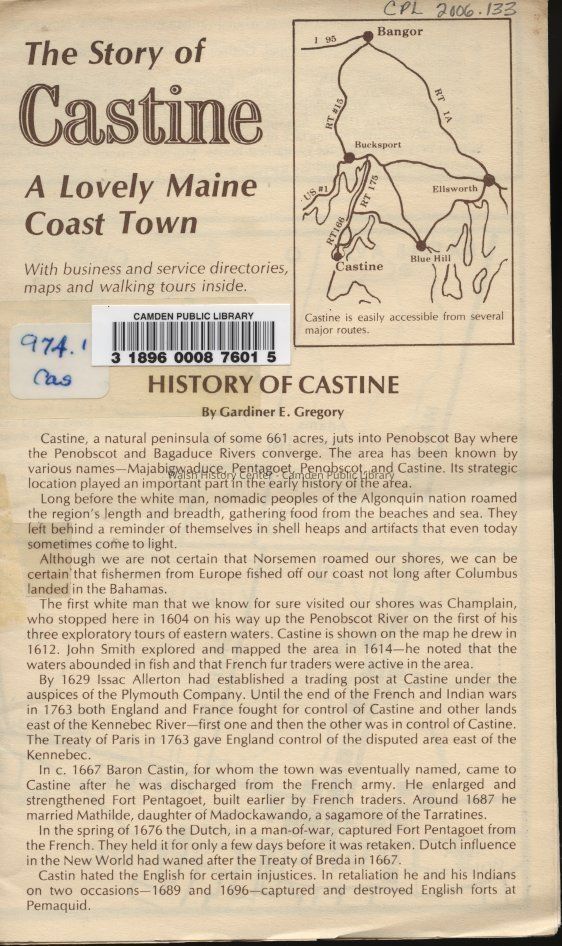 CPL 2006.133
The Story of
Castine
A Lovely Maine
Coast Town
With business and service directories,
maps and walking tours inside.
I 95
Bangor
RT #15
RT 1A
Bucksport
US #1
RT 175
Ellsworth
RT166
Castine
Blue Hill
Castine is easily accessible from several
major routes.
974.1
Cas
CAMDEN PUBLIC LIBRARY
3 1896 0008 7601 5
HISTORY OF CASTINE
By Gardiner E. Gregory
Castine, a natural peninsula of some 661 acres, juts into Penobscot Bay where
the Penobscot and Bagaduce Rivers converge. The area has been known by
various names—Majabigwaduce, Pentagoet, Penobscot, and Castine. Its strategic
Walsh History Center - Camden Public Library
location played an important part in the early history of the area.
Long before the white man, nomadic peoples of the Algonquin nation roamed
the region's length and breadth, gathering food from the beaches and sea. They
left behind a reminder of themselves in shell heaps and artifacts that even today
sometimes come to light.
Although we are not certain that Norsemen roamed our shores, we can be
certain that fishermen from Europe fished off our coast not long after Columbus
landed in the Bahamas.
The first white man that we know for sure visited our shores was Champlain,
who stopped here in 1604 on his way up the Penobscot River on the first of his
three exploratory tours of eastern waters. Castine is shown on the map he drew in
1612. John Smith explored and mapped the area in 1614—he noted that the
waters abounded in fish and that French fur traders were active in the area.
By 1629 Issac Allerton had established a trading post at Castine under the
auspices of the Plymouth Company. Until the end of the French and Indian wars
in 1763 both England and France fought for control of Castine and other lands
east of the Kennebec River—first one and then the other was in control of Castine.
The Treaty of Paris in 1763 gave England control of the disputed area east of the
Kennebec.
In c. 1667 Baron Castin, for whom the town was eventually named, came to
Castine after he was discharged from the French army. He enlarged and
strengthened Fort Pentagoet, built earlier by French traders. Around 1687 he
married Mathilde, daughter of Madockawando, a sagamore of the Tarratines.
In the spring of 1676 the Dutch, in a man-of-war, captured Fort Pentagoet from
the French. They held it for only a few days before it was retaken. Dutch influence
in the New World had waned after the Treaty of Breda in 1667.
Castin hated the English for certain injustices. In retaliation he and his Indians
on two occasions—1689 and 1696—captured and destroyed English forts at
Pemaquid.